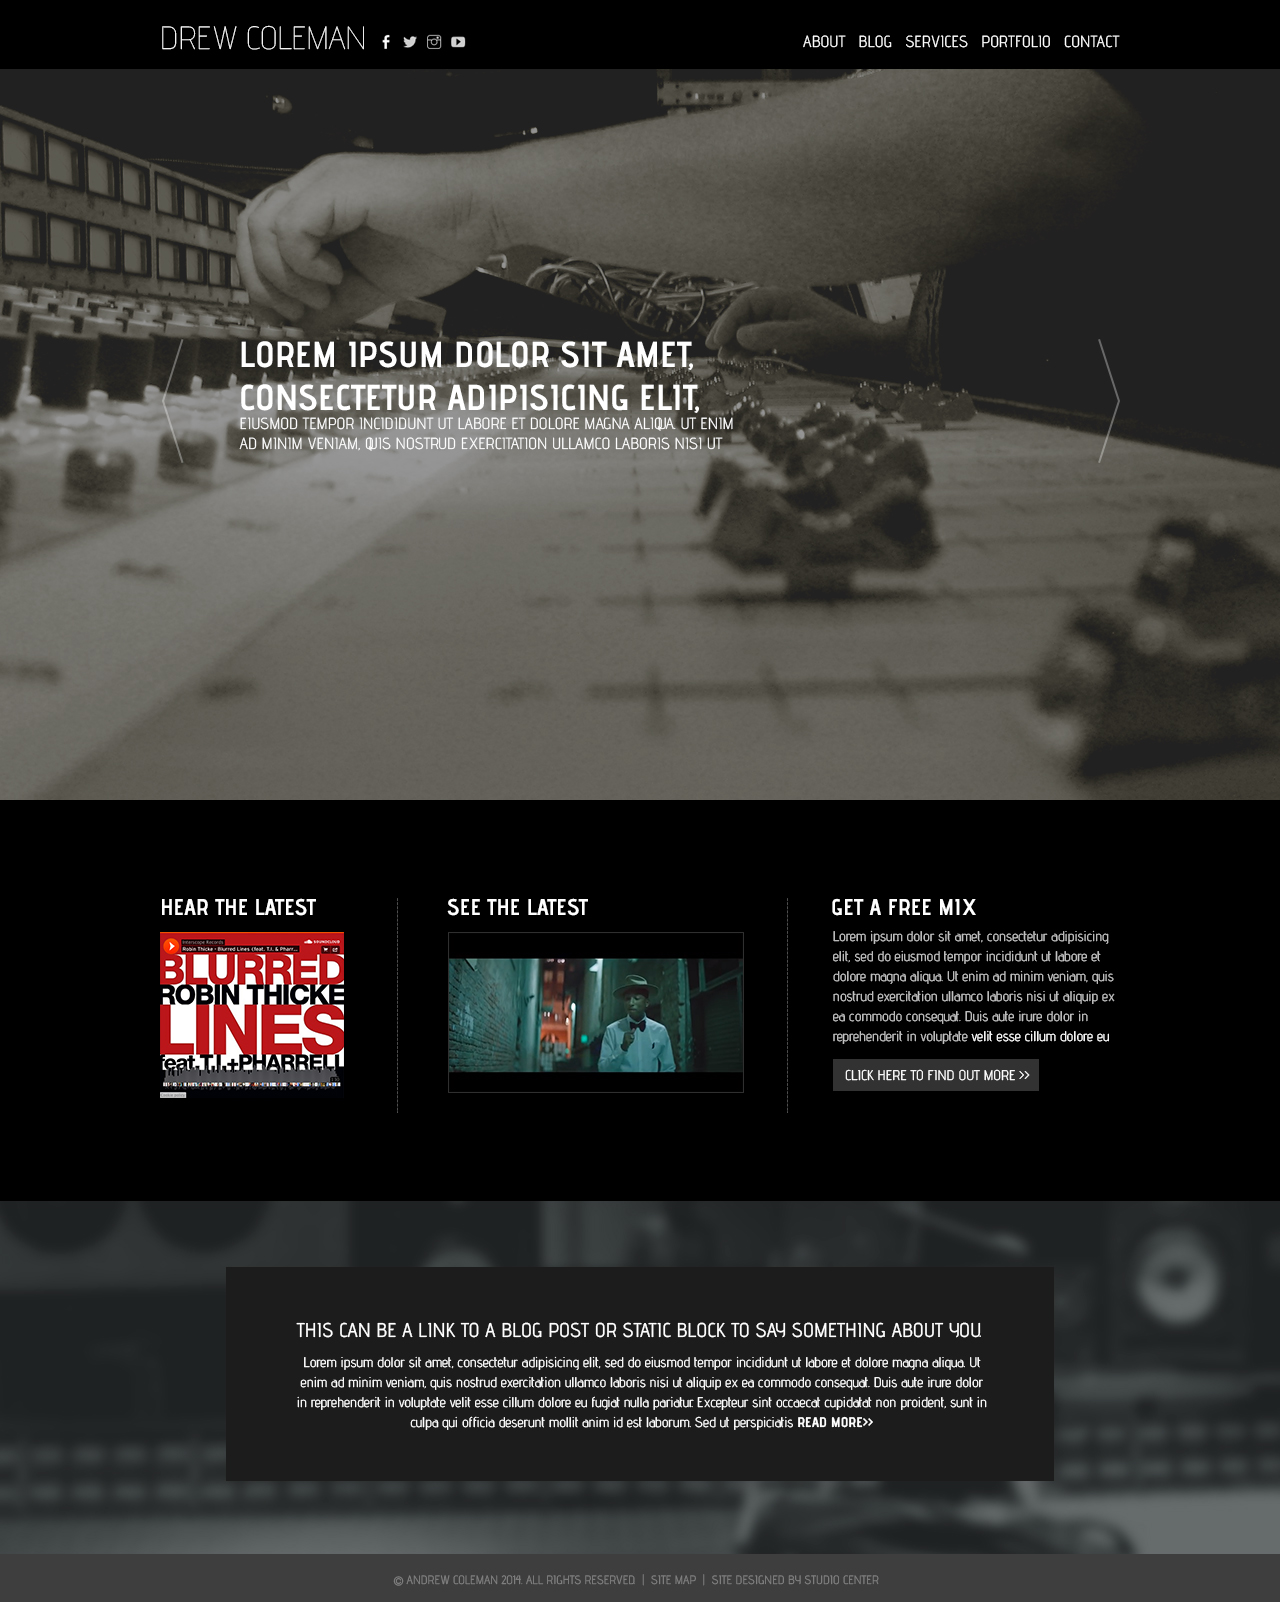 DREW COLEMAN
ABOUT BLOG SERVICES PORTFOLIO CONTACT
LOREM IPSUM DOLOR SIT AMET,
CONSECTETUR ADIPISICING ELIT,
EIUSMOD TEMPOR INCIDIDUNT UT LABORE ET DOLORE MAGNA ALIQUA. UT ENIM
AD MINIM VENIAM, QUIS NOSTRUD EXERCITATION ULLAMCO LABORIS NISI UT
HEAR THE LATEST
Interscope Records
SOUNDCLOUD
Robin Thicke - Blurred Lines (feat. T.I. & Pharr...
BLURRED
ROBIN THICKE
LINES
feat. T.I. + PHARRELL
SEE THE LATEST
GET A FREE MIX
Lorem ipsum dolor sit amet, consectetur adipisicing
elit, sed do eiusmod tempor incididunt ut labore et
dolore magna aliqua. Ut enim ad minim veniam, quis
nostrud exercitation ullamco laboris nisi ut aliquip ex
ea commodo consequat. Duis aute irure dolor in
reprehenderit in voluptate velit esse cillum dolore eu
CLICK HERE TO FIND OUT MORE >>
THIS CAN BE A LINK TO A BLOG POST OR STATIC BLOCK TO SAY SOMETHING ABOUT YOU.
Lorem ipsum dolor sit amet, consectetur adipisicing elit, sed do eiusmod tempor incididunt ut labore et dolore magna aliqua. Ut
enim ad minim veniam, quis nostrud exercitation ullamco laboris nisi ut aliquip ex ea commodo consequat. Duis aute irure dolor
in reprehenderit in voluptate velit esse cillum dolore eu fugiat nulla pariatur. Excepteur sint occaecat cupidatat non proident, sunt in
culpa qui officia deserunt mollit anim id est laborum. Sed ut perspiciatis READ MORE>>
© ANDREW COLEMAN 2014. ALL RIGHTS RESERVED | SITE MAP | SITE DESIGNED BY STUDIO CENTER